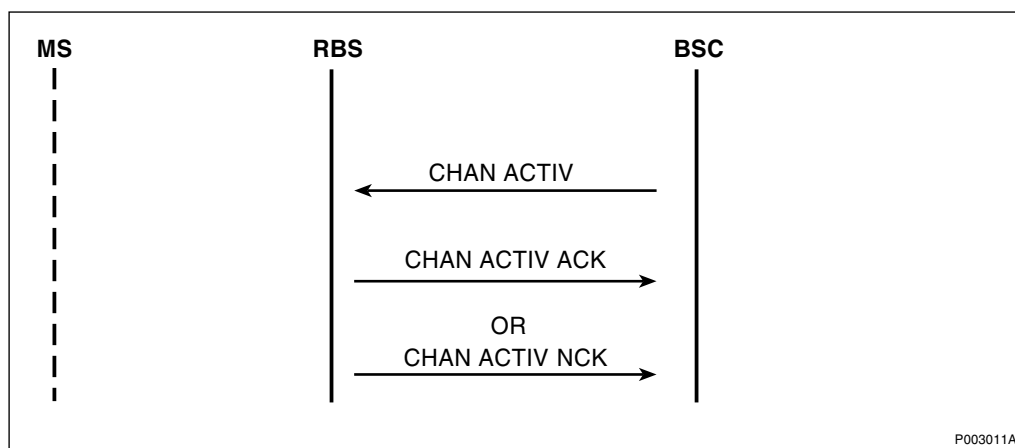 MS RBS BSC
CHAN ACTIV
CHAN ACTIV ACK
OR
CHAN ACTIV NCK
P003011A